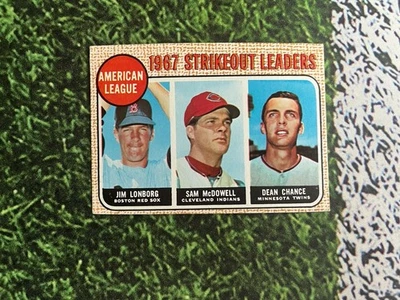 1967 STRIKEOUT LEADERS
AMERICAN
LEAGUE
B
JIM LONBORG
BOSTON RED SOX
SAM McDOWELL
CLEVELAND INDIANS
DEAN CHANCE
MINNESOTA TWINS